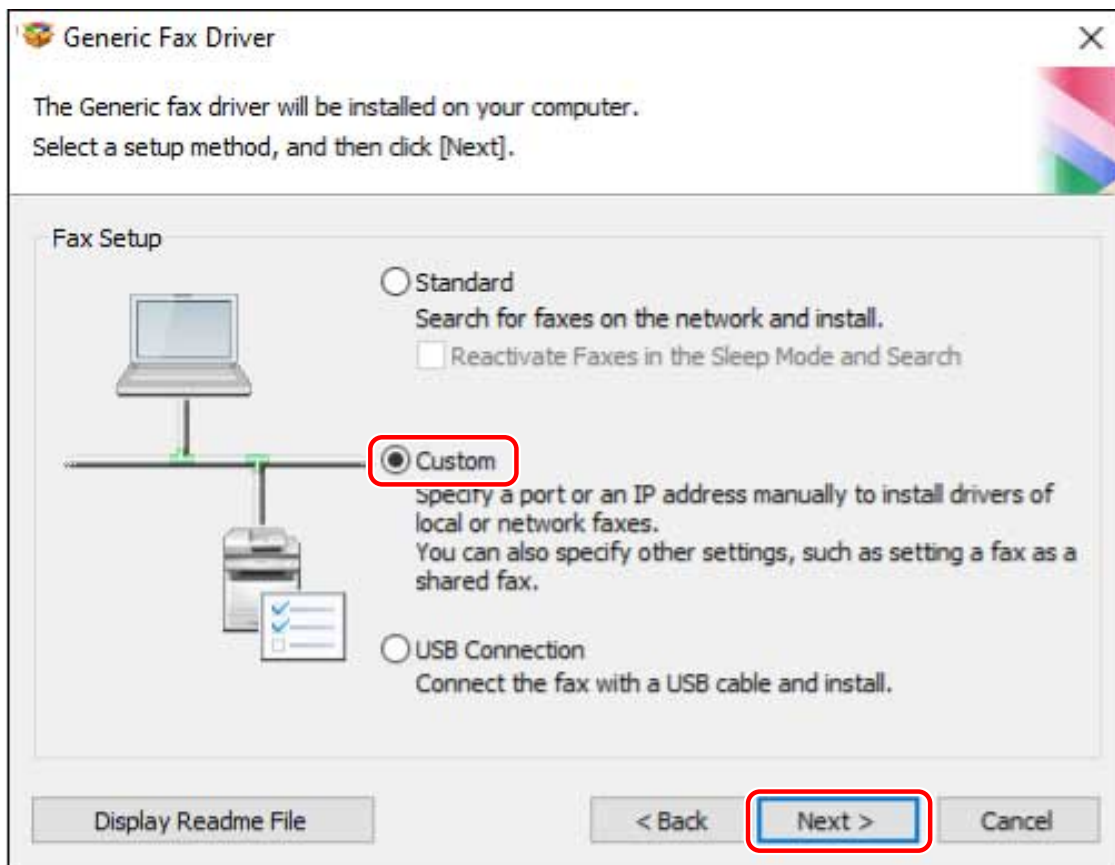 Generic Fax Driver
The Generic fax driver will be installed on your computer.
Select a setup method, and then click [Next].
Fax Setup
Standard
Search for faxes on the network and install.
Reactivate Faxes in the Sleep Mode and Search
Custom
Specify a port or an IP address manually to install drivers of
local or network faxes.
You can also specify other settings, such as setting a fax as a
shared fax.
USB Connection
Connect the fax with a USB cable and install.
Display Readme File
< Back
Next >
Cancel